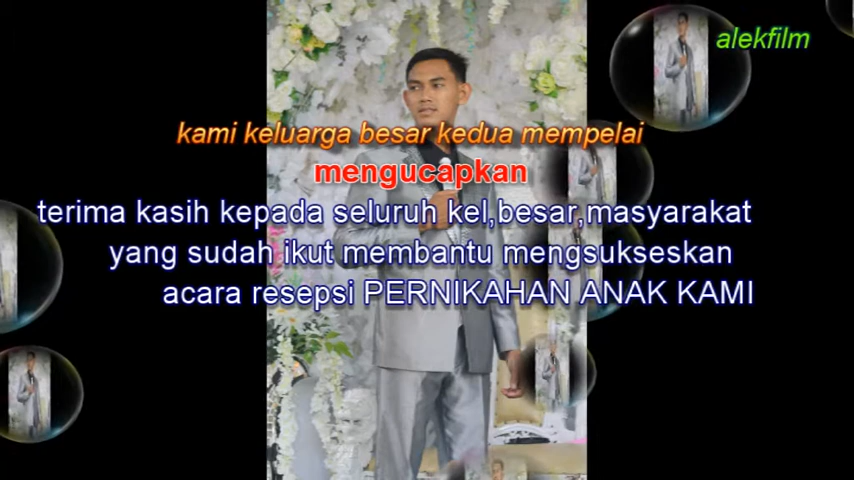 alekfilm
kami keluarga besar kedua mempelai
mengucapkan
terima kasih kepada seluruh kel,besar,masyarakat
yang sudah ikut membantu mengsukseskan
acara resepsi PERNIKAHAN ANAK KAMI